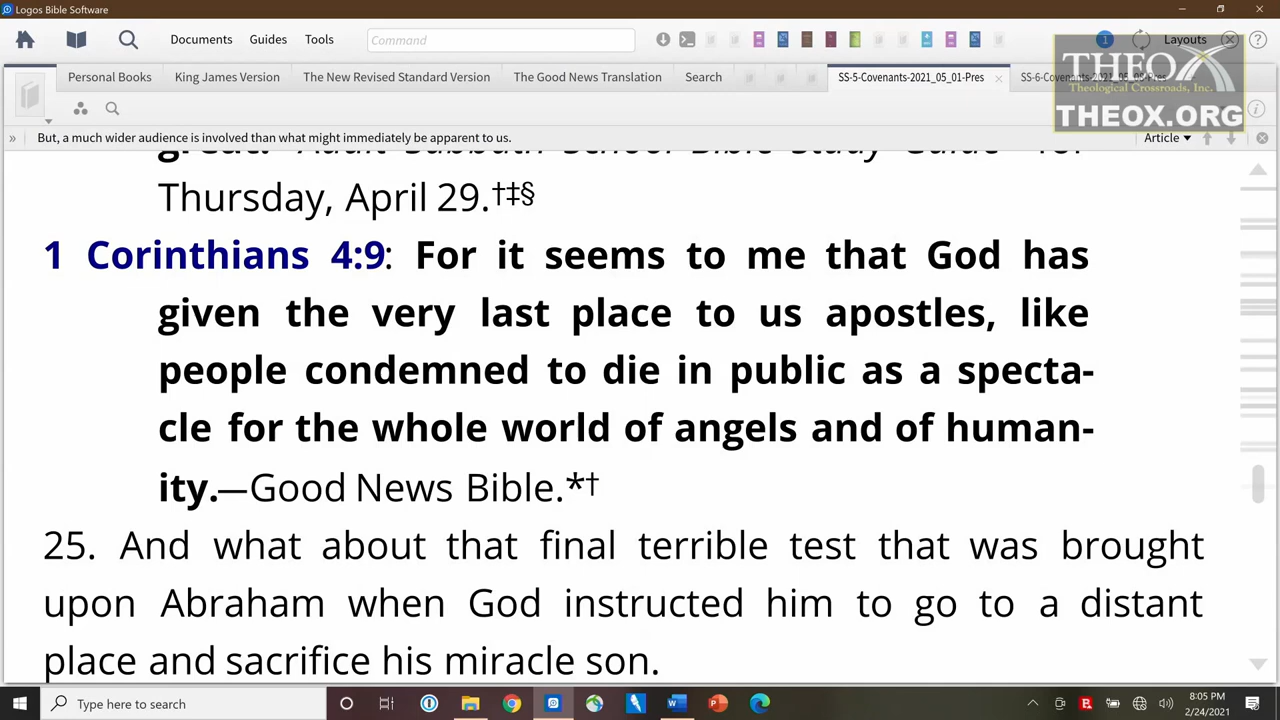 Logos Bible Software
Documents Guides Tools Command Layouts
THEOX
Theological Crossroads, Inc.
THEOX.ORG
Personal Books King James Version The New Revised Standard Version The Good News Translation Search SS-5-Covenants-2021_05_01-Pres
But, a much wider audience is involved than what might immediately be apparent to us. Article
Thursday, April 29.†‡§
1 Corinthians 4:9: For it seems to me that God has
given the very last place to us apostles, like
people condemned to die in public as a specta-
cle for the whole world of angels and of human-
ity.—Good News Bible.*†
25. And what about that final terrible test that was brought
upon Abraham when God instructed him to go to a distant
place and sacrifice his miracle son.
Type here to search
8:05 PM
2/24/2021